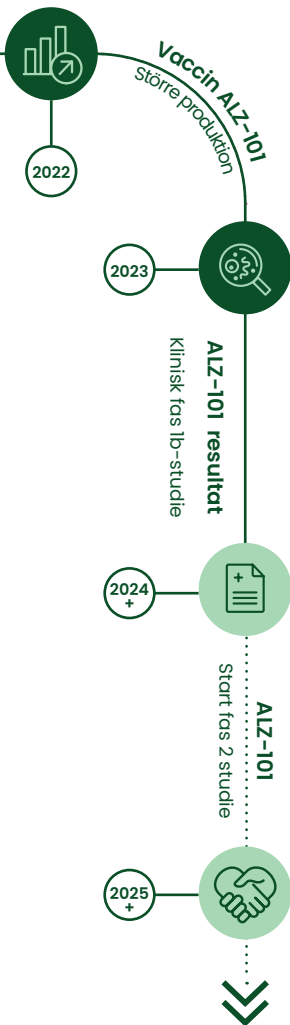 Vaccin ALZ-101
Större produktion
2022
2023
ALZ-101 resultat
Klinisk fas 1b-studie
2024
+
ALZ-101
Start fas 2 studie
2025
+